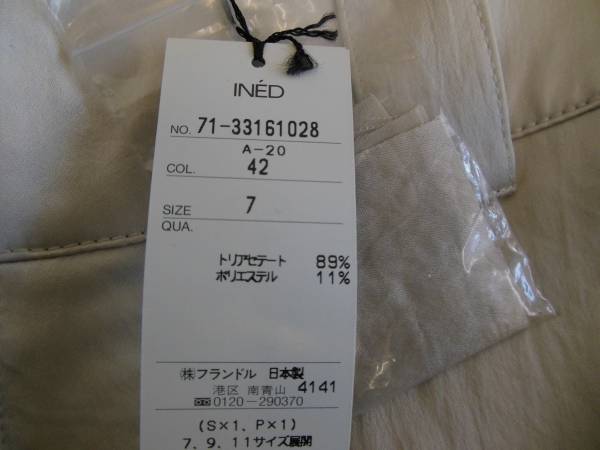 INÉD
NO. 71-33161028
A-20
COL. 42
SIZE 7
QUA.
トリアセテート 89%
ポリエステル 11%
㈱フランドル 日本製
港区 南青山 4141
0120-290370
(S×1、P×1)
7、9、11サイズ展開